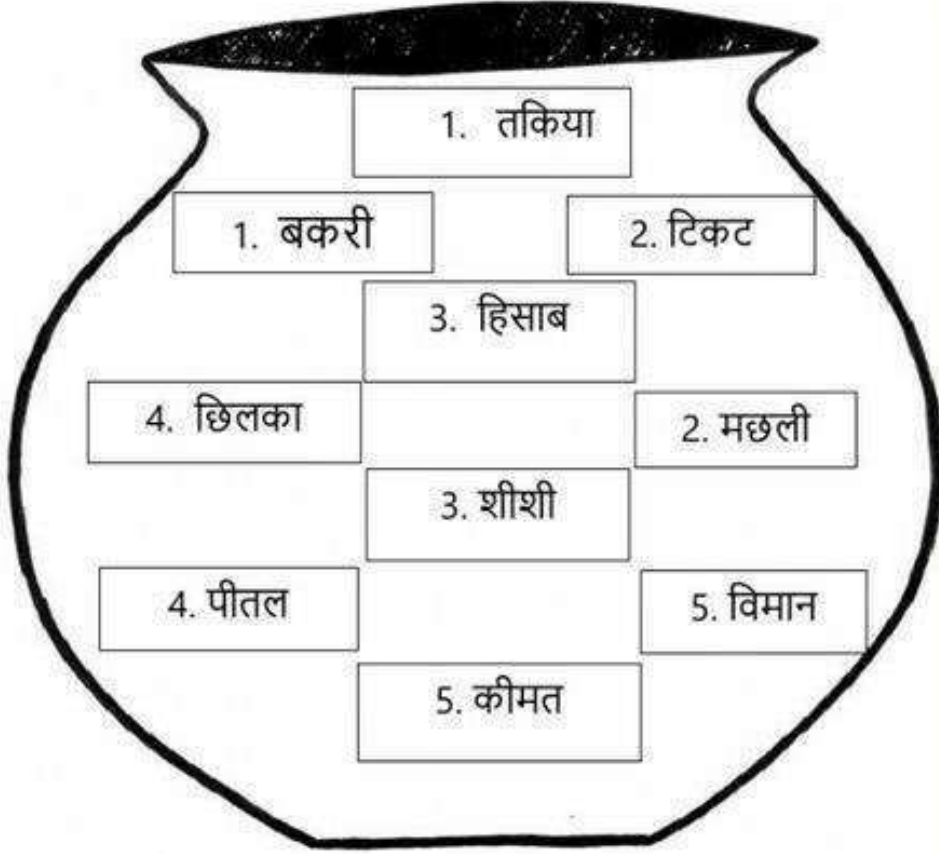 1. तकिया
1. बकरी
2. टिकट
3. हिसाब
4. छिलका
2. मछली
3. शीशी
4. पीतल
5. विमान
5. कीमत